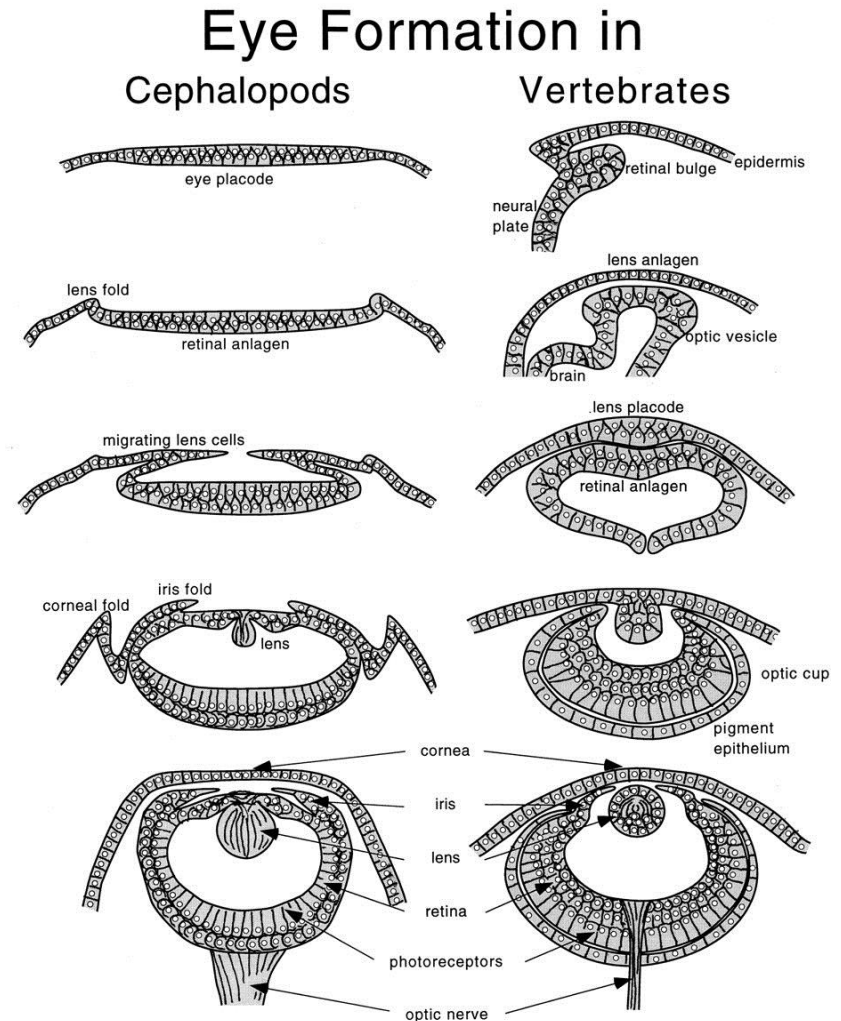 Eye Formation in
Cephalopods
Vertebrates
eye placode
epidermis
retinal bulge
neural
plate
lens fold
retinal anlagen
lens anlagen
optic vesicle
brain
migrating lens cells
lens placode
retinal anlagen
corneal fold
iris fold
lens
optic cup
pigment
epithelium
cornea
iris
lens
retina
photoreceptors
optic nerve